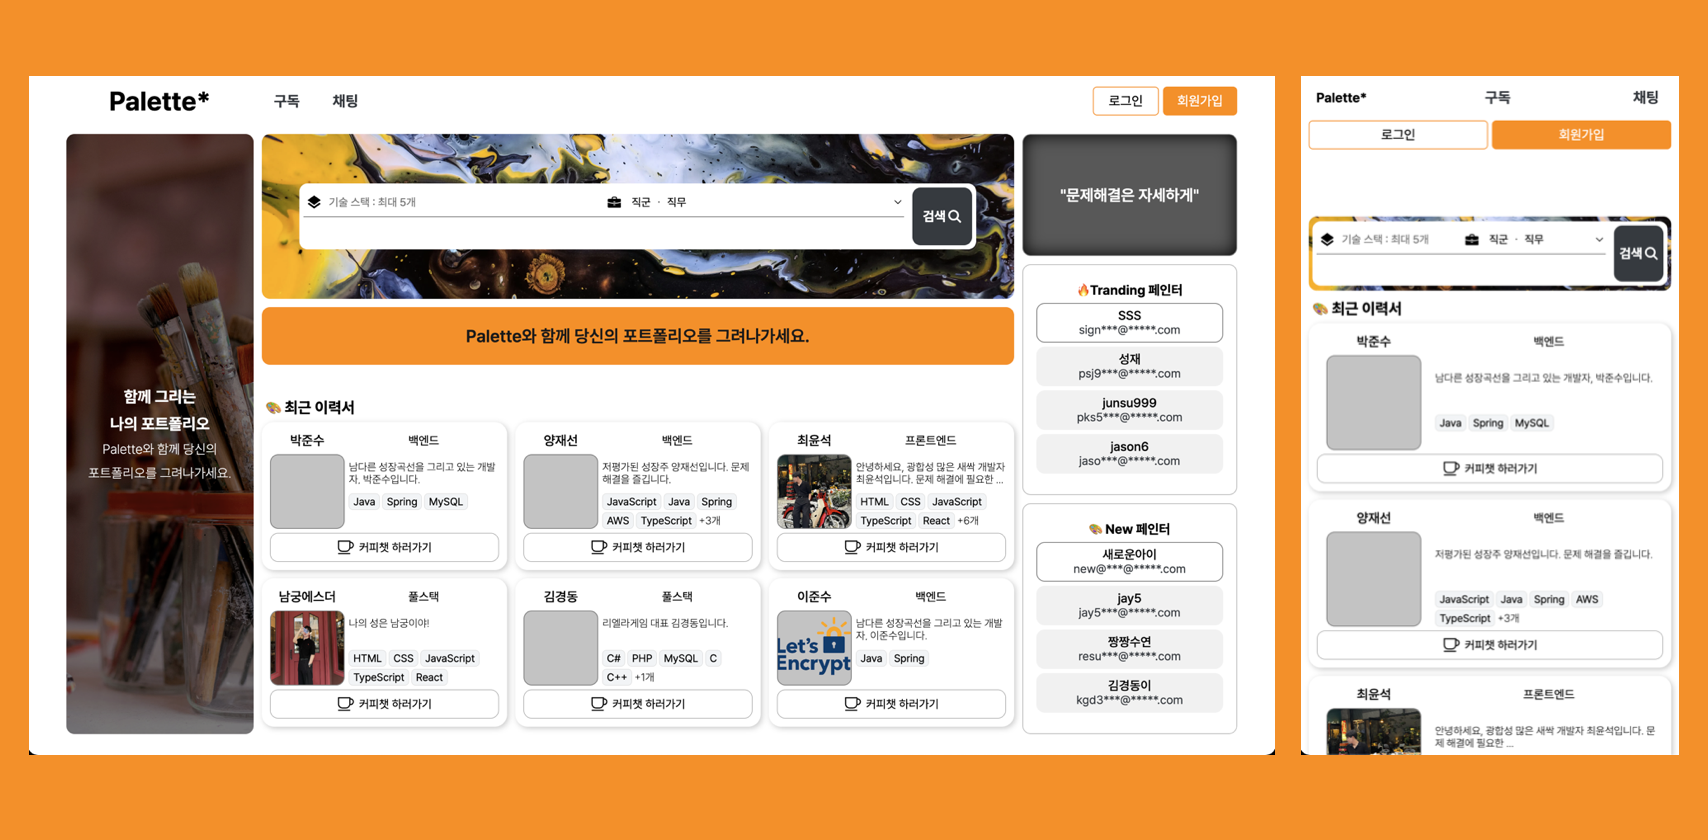 Palette*
구독
채팅
로그인
회원가입
함께 그리는
나의 포트폴리오
Palette와 함께 당신의
포트폴리오를 그려나가세요.
기술 스택 : 최대 5개
직군 · 직무
검색
Palette와 함께 당신의 포트폴리오를 그려나가세요.
최근 이력서
박준수
백엔드
남다른 성장곡선을 그리고 있는 개발
자, 박준수입니다.
Java Spring MySQL
커피챗 하러가기
양재선
백엔드
저평가된 성장주 양재선입니다. 문제
해결을 즐깁니다.
JavaScript Java Spring
AWS TypeScript +3개
커피챗 하러가기
최윤석
프론트엔드
안녕하세요, 광합성 많은 새싹 개발자
최윤석입니다. 문제 해결에 필요한 ...
HTML CSS JavaScript
TypeScript React +6개
커피챗 하러가기
남궁에스더
풀스택
나의 성은 남궁이야!
HTML CSS JavaScript
TypeScript React
커피챗 하러가기
김경동
풀스택
리엘라게임 대표 김경동입니다.
C# PHP MySQL C
C++ +1개
커피챗 하러가기
이준수
백엔드
Let's
Encrypt
남다른 성장곡선을 그리고 있는 개발
자, 이준수입니다.
Java Spring
커피챗 하러가기
"문제해결은 자세하게"
Tranding 페인터
SSS
sign***@*****.com
성재
psj9***@*****.com
junsu999
pks5***@*****.com
jason6
jaso***@*****.com
New 페인터
새로운아이
new@***@*****.com
jay5
jay5***@*****.com
짱짱수연
resu***@*****.com
김경동이
kgd3***@*****.com
Palette*
구독
채팅
로그인
회원가입
기술 스택 : 최대 5개
직군 · 직무
검색
최근 이력서
박준수
백엔드
남다른 성장곡선을 그리고 있는 개발자, 박준수입니다.
Java Spring MySQL
커피챗 하러가기
양재선
백엔드
저평가된 성장주 양재선입니다. 문제 해결을 즐깁니다.
JavaScript Java Spring AWS
TypeScript +3개
커피챗 하러가기
최윤석
프론트엔드
안녕하세요, 광합성 많은 새싹 개발자 최윤석입니다. 문
제 해결에 필요한 ...